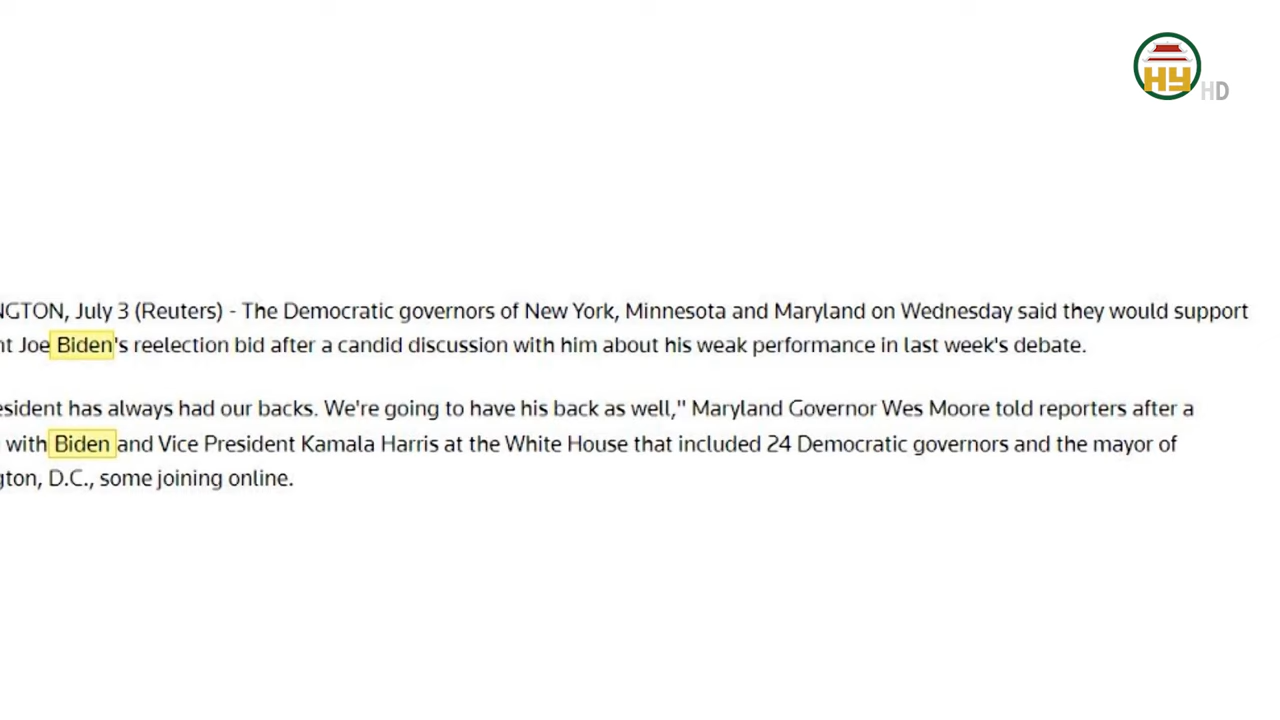 HY
HD
NGTON, July 3 (Reuters) - The Democratic governors of New York, Minnesota and Maryland on Wednesday said they would support
nt Joe Biden's reelection bid after a candid discussion with him about his weak performance in last week's debate.
esident has always had our backs. We're going to have his back as well," Maryland Governor Wes Moore told reporters after a
with Biden and Vice President Kamala Harris at the White House that included 24 Democratic governors and the mayor of
gton, D.C., some joining online.